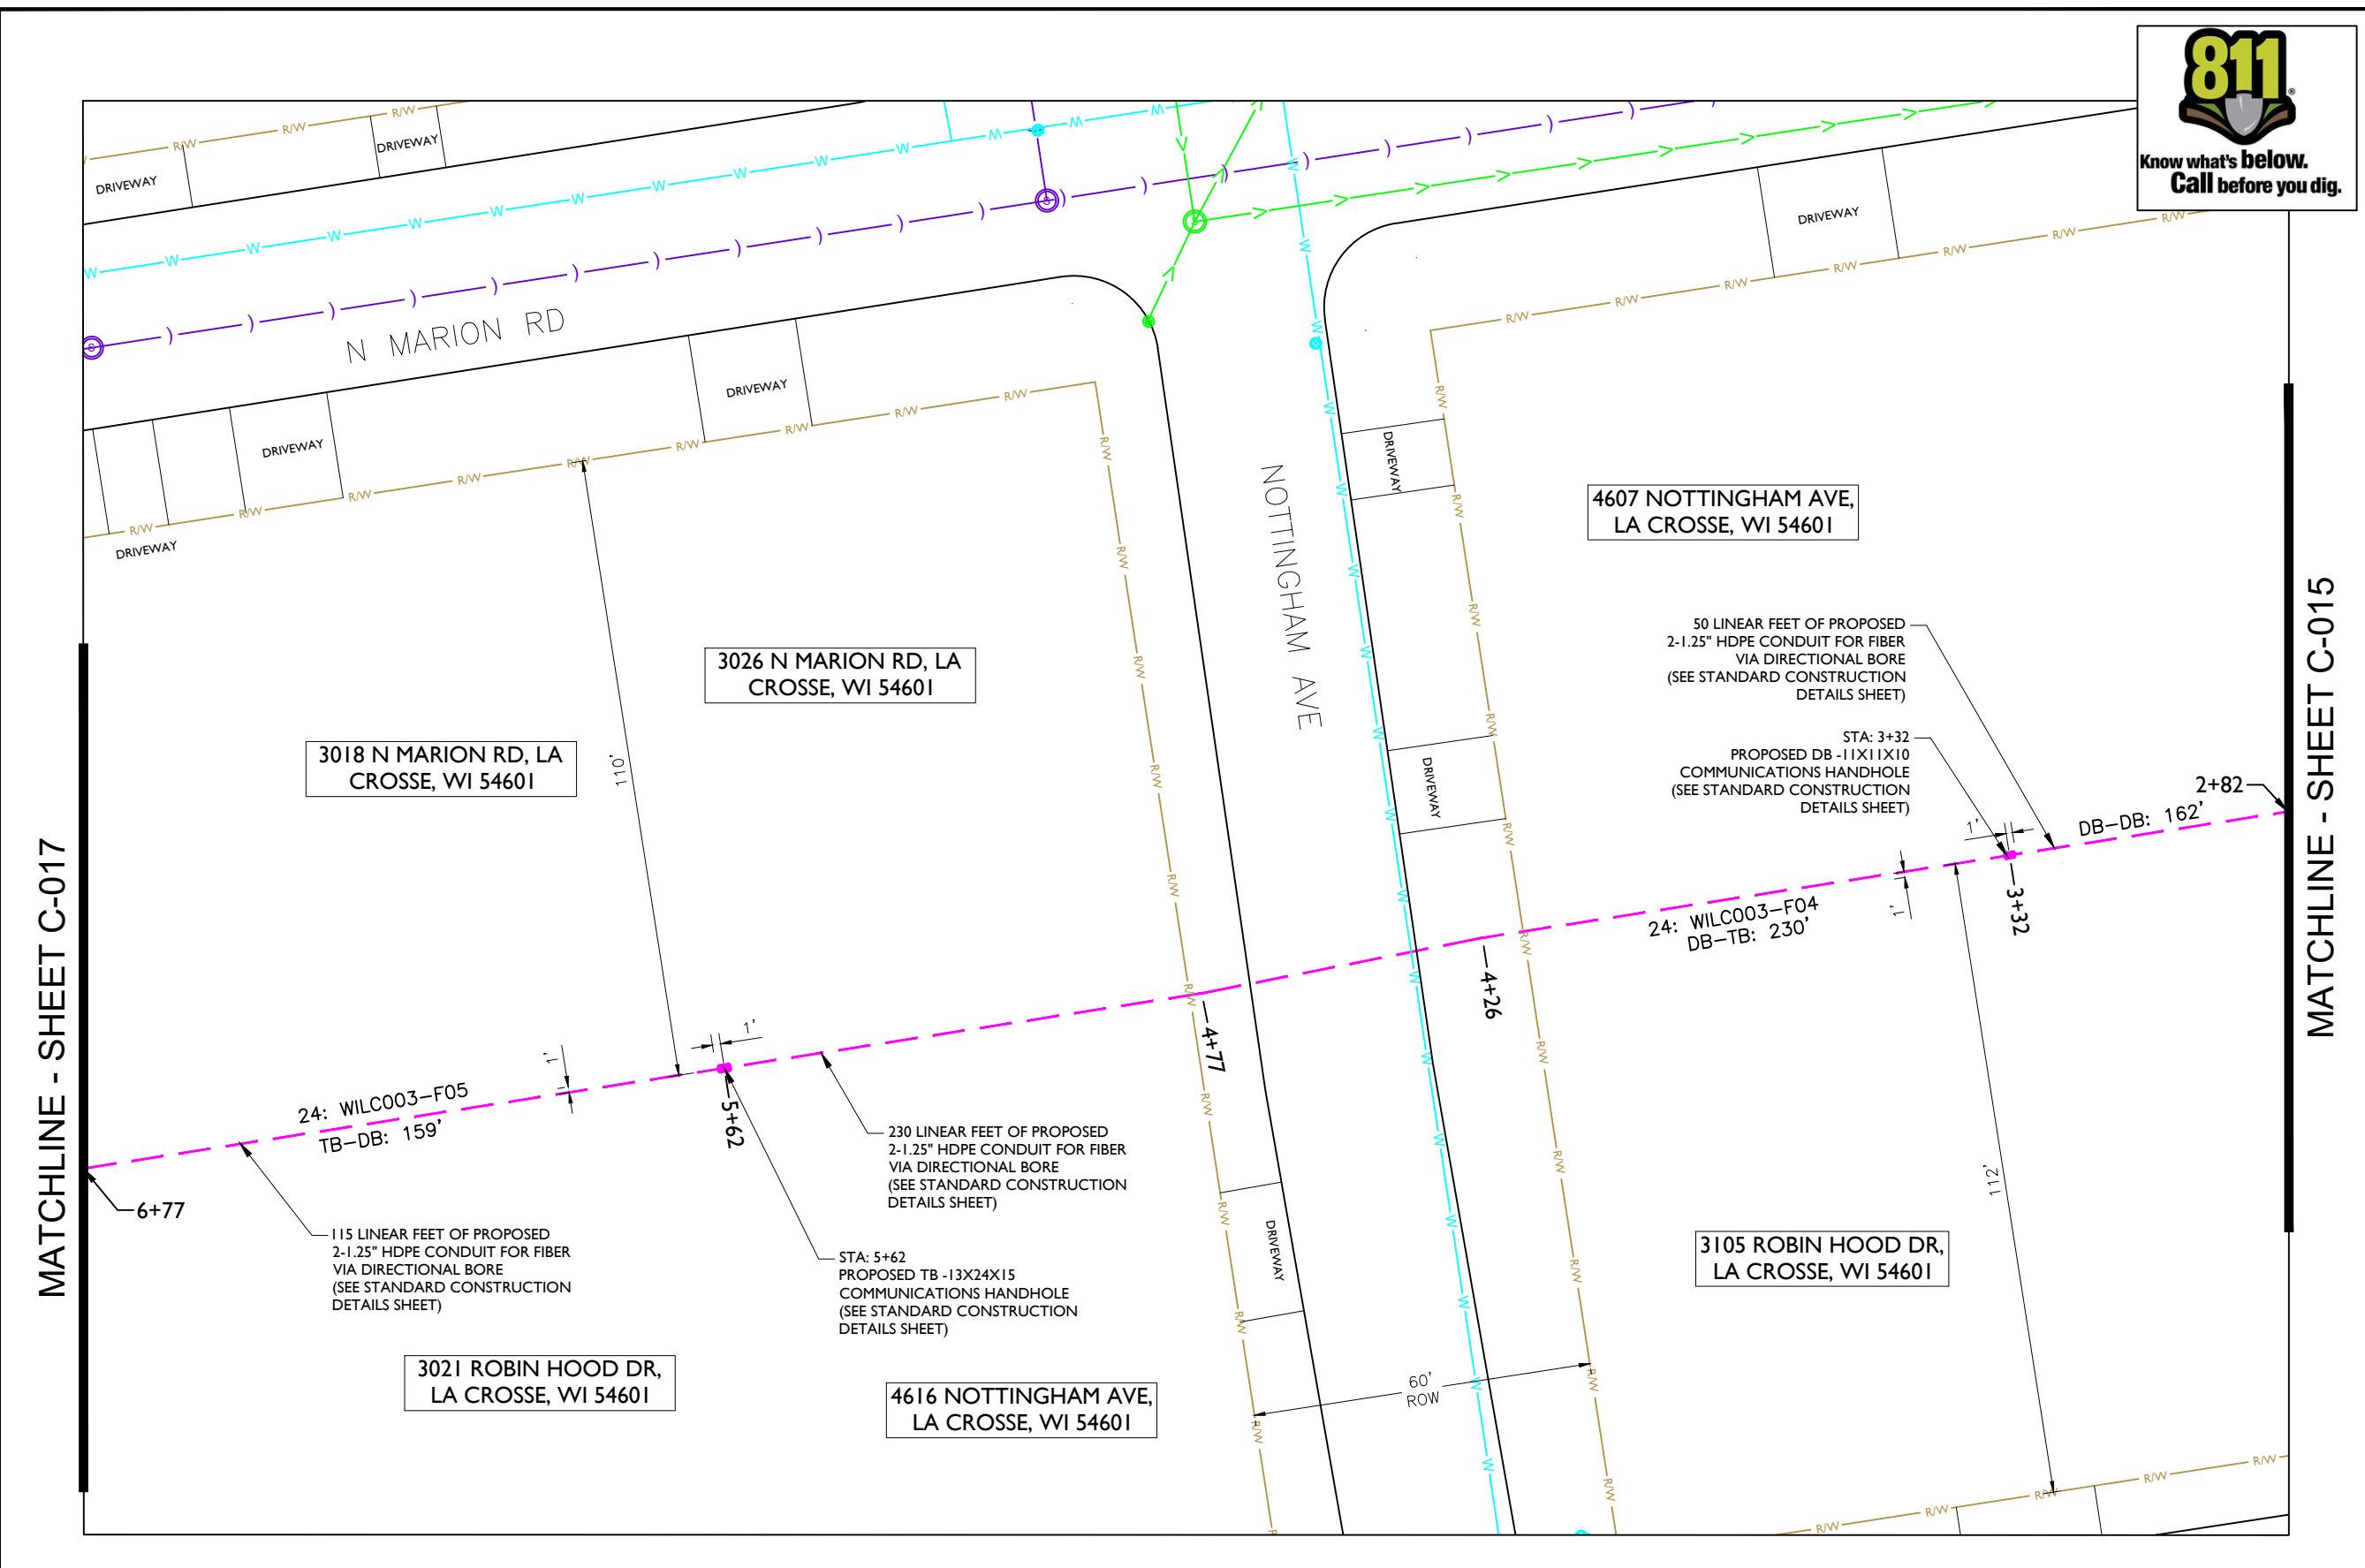 811
®
Know what's below.
Call before you dig.
R/W
R/W
R/W
DRIVEWAY
DRIVEWAY
W W W W W W W W W W W W W
N MARION RD
DRIVEWAY
DRIVEWAY
DRIVEWAY
DRIVEWAY
R/W R/W R/W R/W R/W R/W R/W R/W R/W
R/W R/W R/W R/W R/W R/W R/W
NOTTINGHAM AVE
DRIVEWAY
DRIVEWAY
DRIVEWAY
4607 NOTTINGHAM AVE,
LA CROSSE, WI 54601
3026 N MARION RD, LA
CROSSE, WI 54601
3018 N MARION RD, LA
CROSSE, WI 54601
110'
50 LINEAR FEET OF PROPOSED
2-1.25" HDPE CONDUIT FOR FIBER
VIA DIRECTIONAL BORE
(SEE STANDARD CONSTRUCTION
DETAILS SHEET)
STA: 3+32
PROPOSED DB -11X11X10
COMMUNICATIONS HANDHOLE
(SEE STANDARD CONSTRUCTION
DETAILS SHEET)
2+82
DB-DB: 162'
1'
1'
3+32
24: WILC003-F04
DB-TB: 230'
4+26
4+77
1'
1'
5+62
24: WILC003-F05
TB-DB: 159'
6+77
115 LINEAR FEET OF PROPOSED
2-1.25" HDPE CONDUIT FOR FIBER
VIA DIRECTIONAL BORE
(SEE STANDARD CONSTRUCTION
DETAILS SHEET)
230 LINEAR FEET OF PROPOSED
2-1.25" HDPE CONDUIT FOR FIBER
VIA DIRECTIONAL BORE
(SEE STANDARD CONSTRUCTION
DETAILS SHEET)
STA: 5+62
PROPOSED TB -13X24X15
COMMUNICATIONS HANDHOLE
(SEE STANDARD CONSTRUCTION
DETAILS SHEET)
3021 ROBIN HOOD DR,
LA CROSSE, WI 54601
4616 NOTTINGHAM AVE,
LA CROSSE, WI 54601
60'
ROW
112'
3105 ROBIN HOOD DR,
LA CROSSE, WI 54601
R/W R/W R/W R/W R/W
MATCHLINE - SHEET C-017
MATCHLINE - SHEET C-015